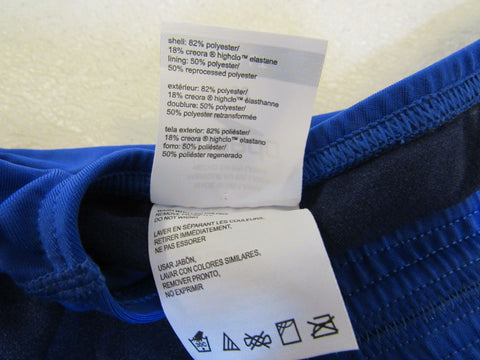 shell: 82% polyester/
18% creora ® highclo™ elastane
lining: 50% polyester/
50% reprocessed polyester
extérieur: 82% polyester/
18% creora ® highclo™ élasthanne
doublure: 50% polyester/
50% polyester retransformée
tela exterior: 82% poliéster/
18% creora ® highclo™ elastano
forro: 50% poliéster/
50% poliéster regenerado
DO NOT WRING
LAVER EN SÉPARANT LES COULEURS,
RETIRER IMMÉDIATEMENT.
NE PAS ESSORER
USAR JABÓN,
LAVAR CON COLORES SIMILARES,
REMOVER PRONTO,
NO EXPRIMIR